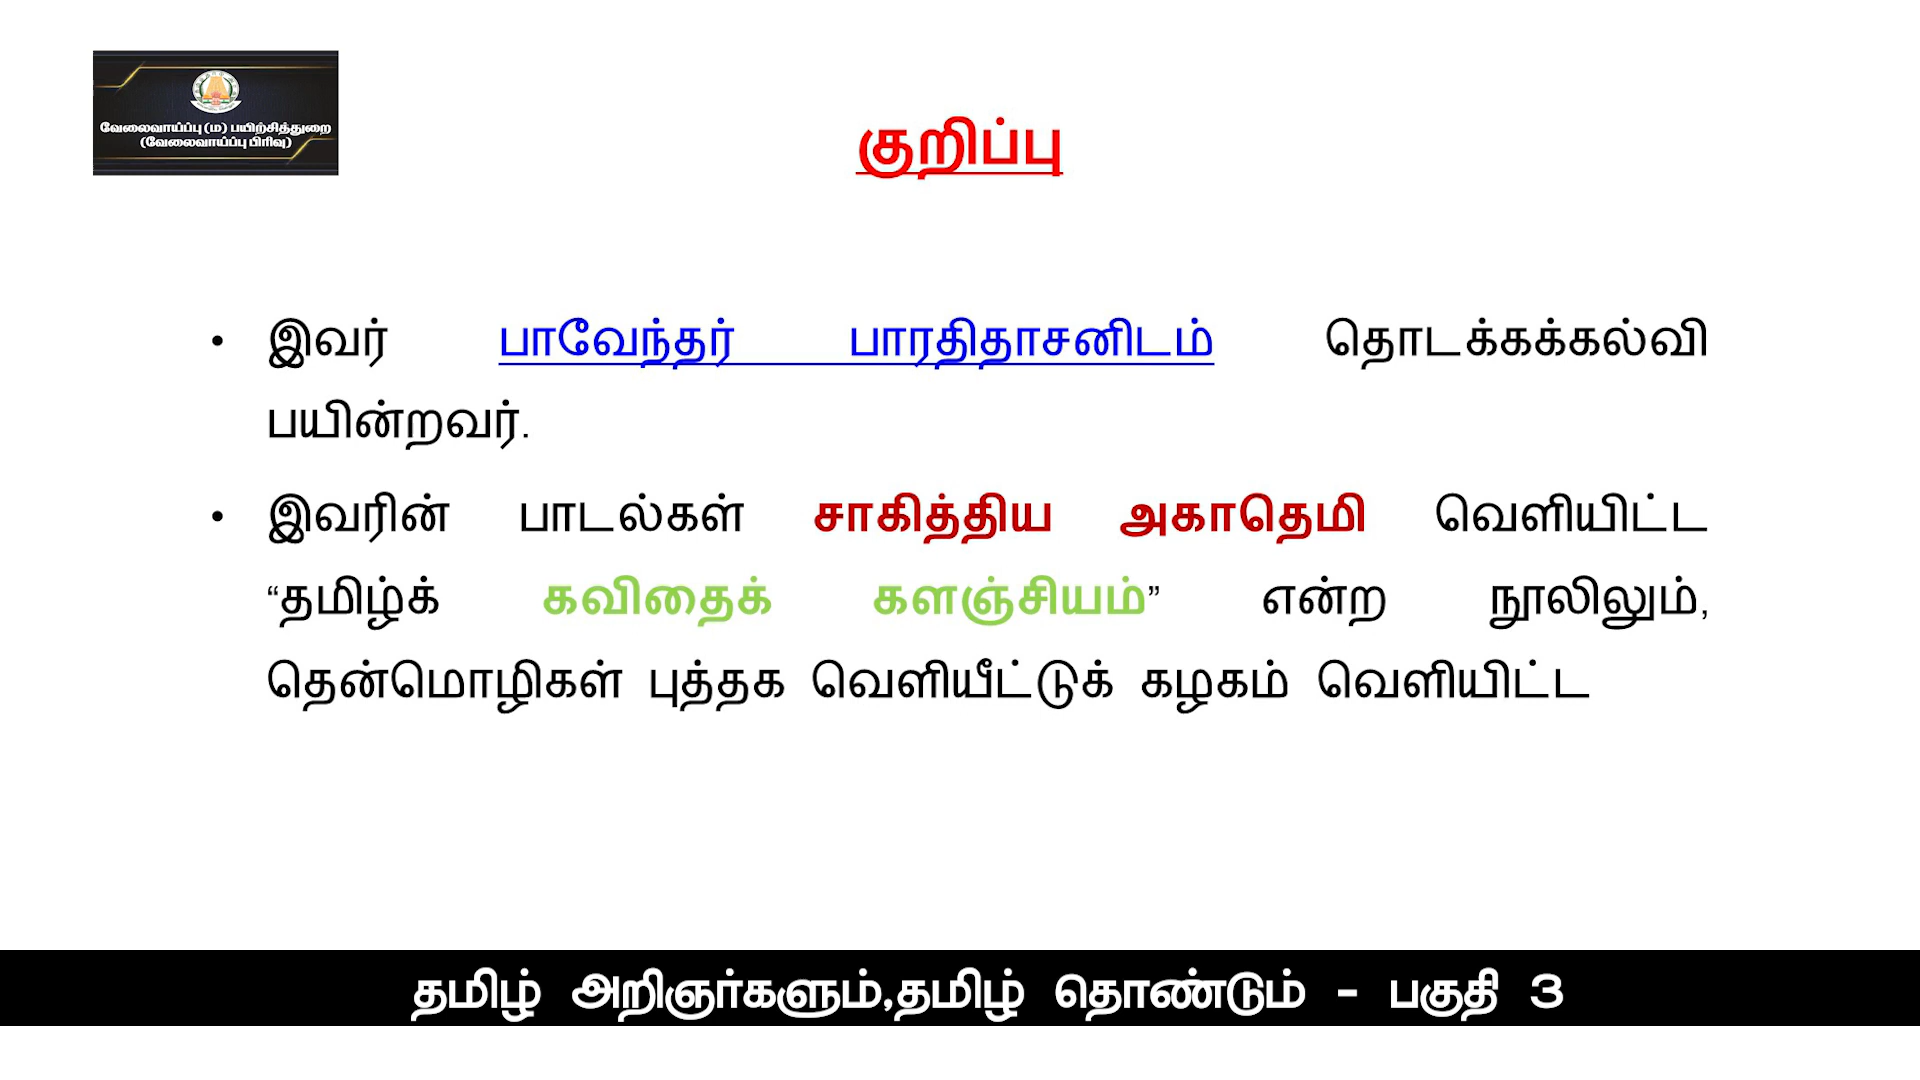 வேலைவாய்ப்பு (ம) பயிற்சித்துறை
(வேலைவாய்ப்பு பிரிவு)
குறிப்பு
• இவர் பாவேந்தர் பாரதிதாசனிடம் தொடக்கக்கல்வி
பயின்றவர்.
• இவரின் பாடல்கள் சாகித்திய அகாதெமி வெளியிட்ட
“தமிழ்க் கவிதைக் களஞ்சியம்” என்ற நூலிலும்,
தென்மொழிகள் புத்தக வெளியீட்டுக் கழகம் வெளியிட்ட
தமிழ் அறிஞர்களும்,தமிழ் தொண்டும் - பகுதி 3